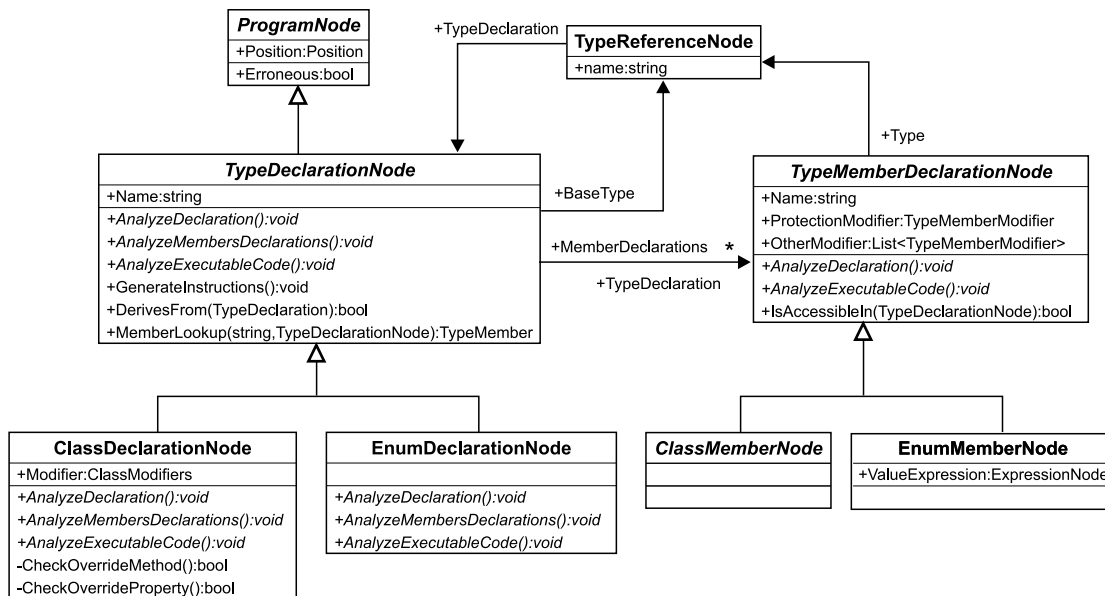 ProgramNode
+Position:Position
+Erroneous:bool
+TypeDeclaration
TypeReferenceNode
+name:string
+Type
TypeDeclarationNode
+Name:string
+AnalyzeDeclaration():void
+AnalyzeMembersDeclarations():void
+AnalyzeExecutableCode():void
+GenerateInstructions():void
+DerivesFrom(TypeDeclaration):bool
+MemberLookup(string,TypeDeclarationNode):TypeMember
+BaseType
+MemberDeclarations *
+TypeDeclaration
TypeMemberDeclarationNode
+Name:string
+ProtectionModifier:TypeMemberModifier
+OtherModifier:List<TypeMemberModifier>
+AnalyzeDeclaration():void
+AnalyzeExecutableCode():void
+IsAccessibleIn(TypeDeclarationNode):bool
ClassDeclarationNode
+Modifier:ClassModifiers
+AnalyzeDeclaration():void
+AnalyzeMembersDeclarations():void
+AnalyzeExecutableCode():void
-CheckOverrideMethod():bool
-CheckOverrideProperty():bool
EnumDeclarationNode
+AnalyzeDeclaration():void
+AnalyzeMembersDeclarations():void
+AnalyzeExecutableCode():void
ClassMemberNode
EnumMemberNode
+ValueExpression:ExpressionNode